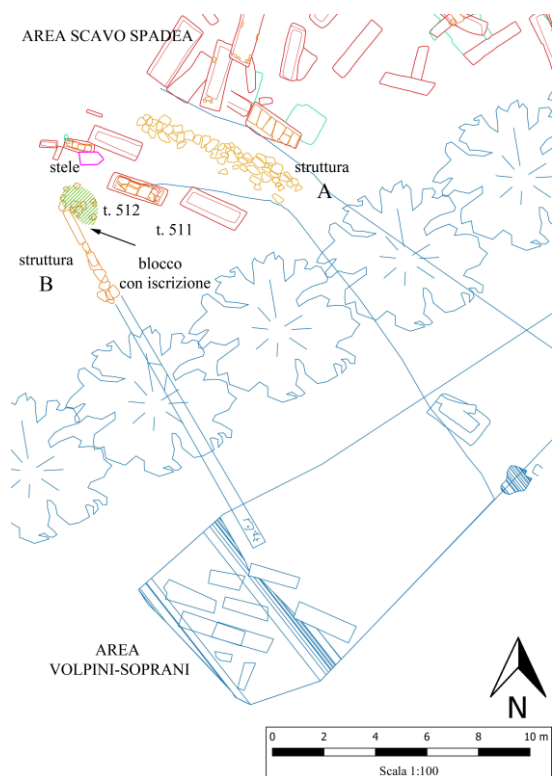 AREA SCAVO SPADEA
stele
struttura
A
t. 512
t. 511
struttura
B
blocco
con iscrizione
AREA
VOLPINI-SOPRANI
N
0 2 4 6 8 10 m
Scala 1:100